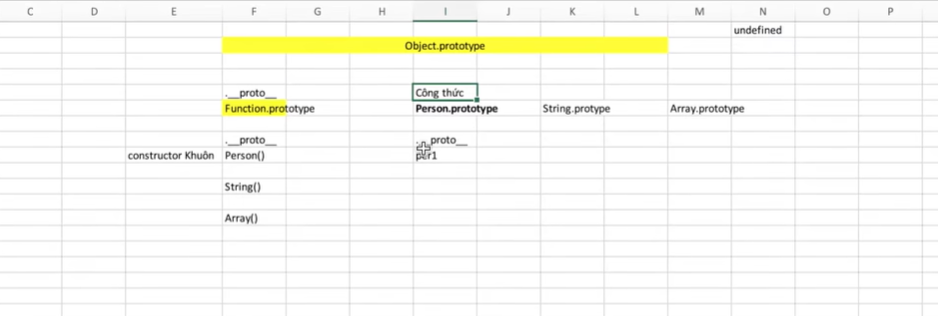 C D E F G H I J K L M N O P
undefined
Object.prototype
.__proto__ Công thức
Function.prototype Person.prototype String.protype Array.prototype
.__proto__ .__proto__
constructor Khuôn Person() per1
String()
Array()